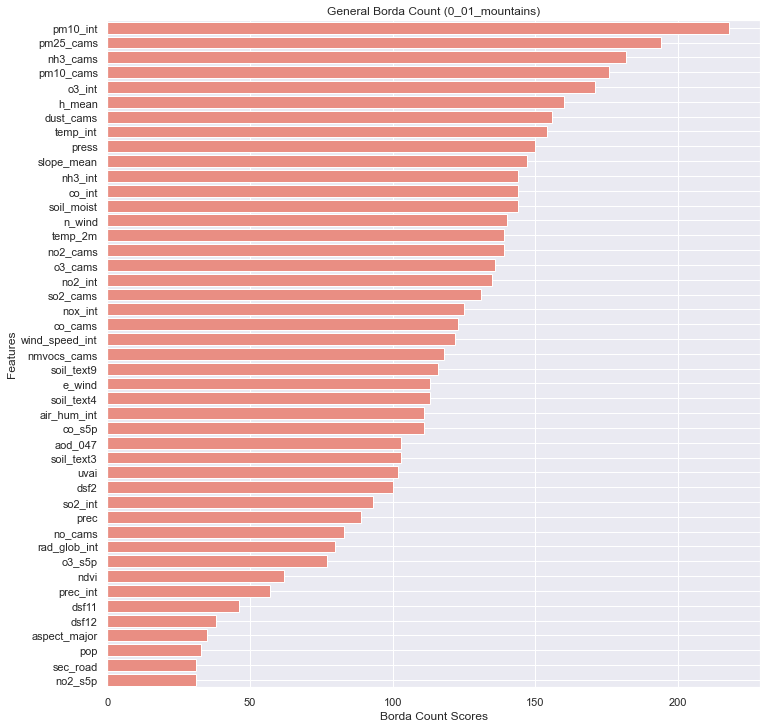 General Borda Count (0_01_mountains)
pm10_int
pm25_cams
nh3_cams
pm10_cams
o3_int
h_mean
dust_cams
temp_int
press
slope_mean
nh3_int
co_int
soil_moist
n_wind
temp_2m
no2_cams
o3_cams
no2_int
so2_cams
nox_int
co_cams
wind_speed_int
nmvocs_cams
soil_text9
e_wind
soil_text4
air_hum_int
co_s5p
aod_047
soil_text3
uvai
dsf2
so2_int
prec
no_cams
rad_glob_int
o3_s5p
ndvi
prec_int
dsf11
dsf12
aspect_major
pop
sec_road
no2_s5p
Features
0 50 100 150 200
Borda Count Scores